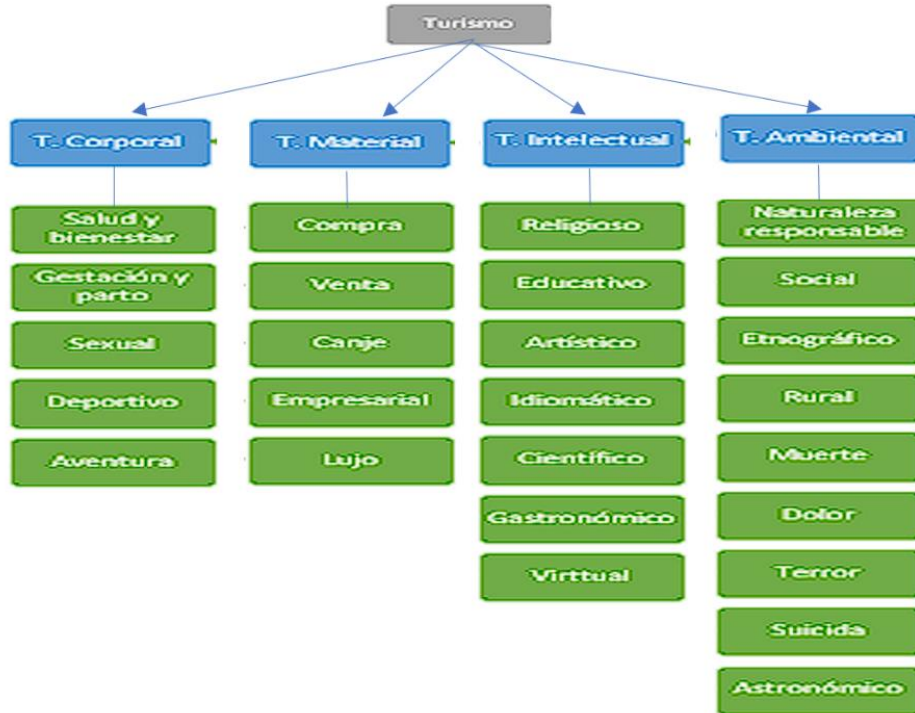 Turismo
T. Corporal
T. Material
T. Intelectual
T. Ambiental
Salud y
bienestar
Gestación y
parto
Sexual
Deportivo
Aventura
Compra
Venta
Canje
Empresarial
Lujo
Religioso
Educativo
Artístico
Idiomático
Científico
Gastronómico
Virttual
Naturaleza
responsable
Social
Etnográfico
Rural
Muerte
Dolor
Terror
Suicida
Astronómico